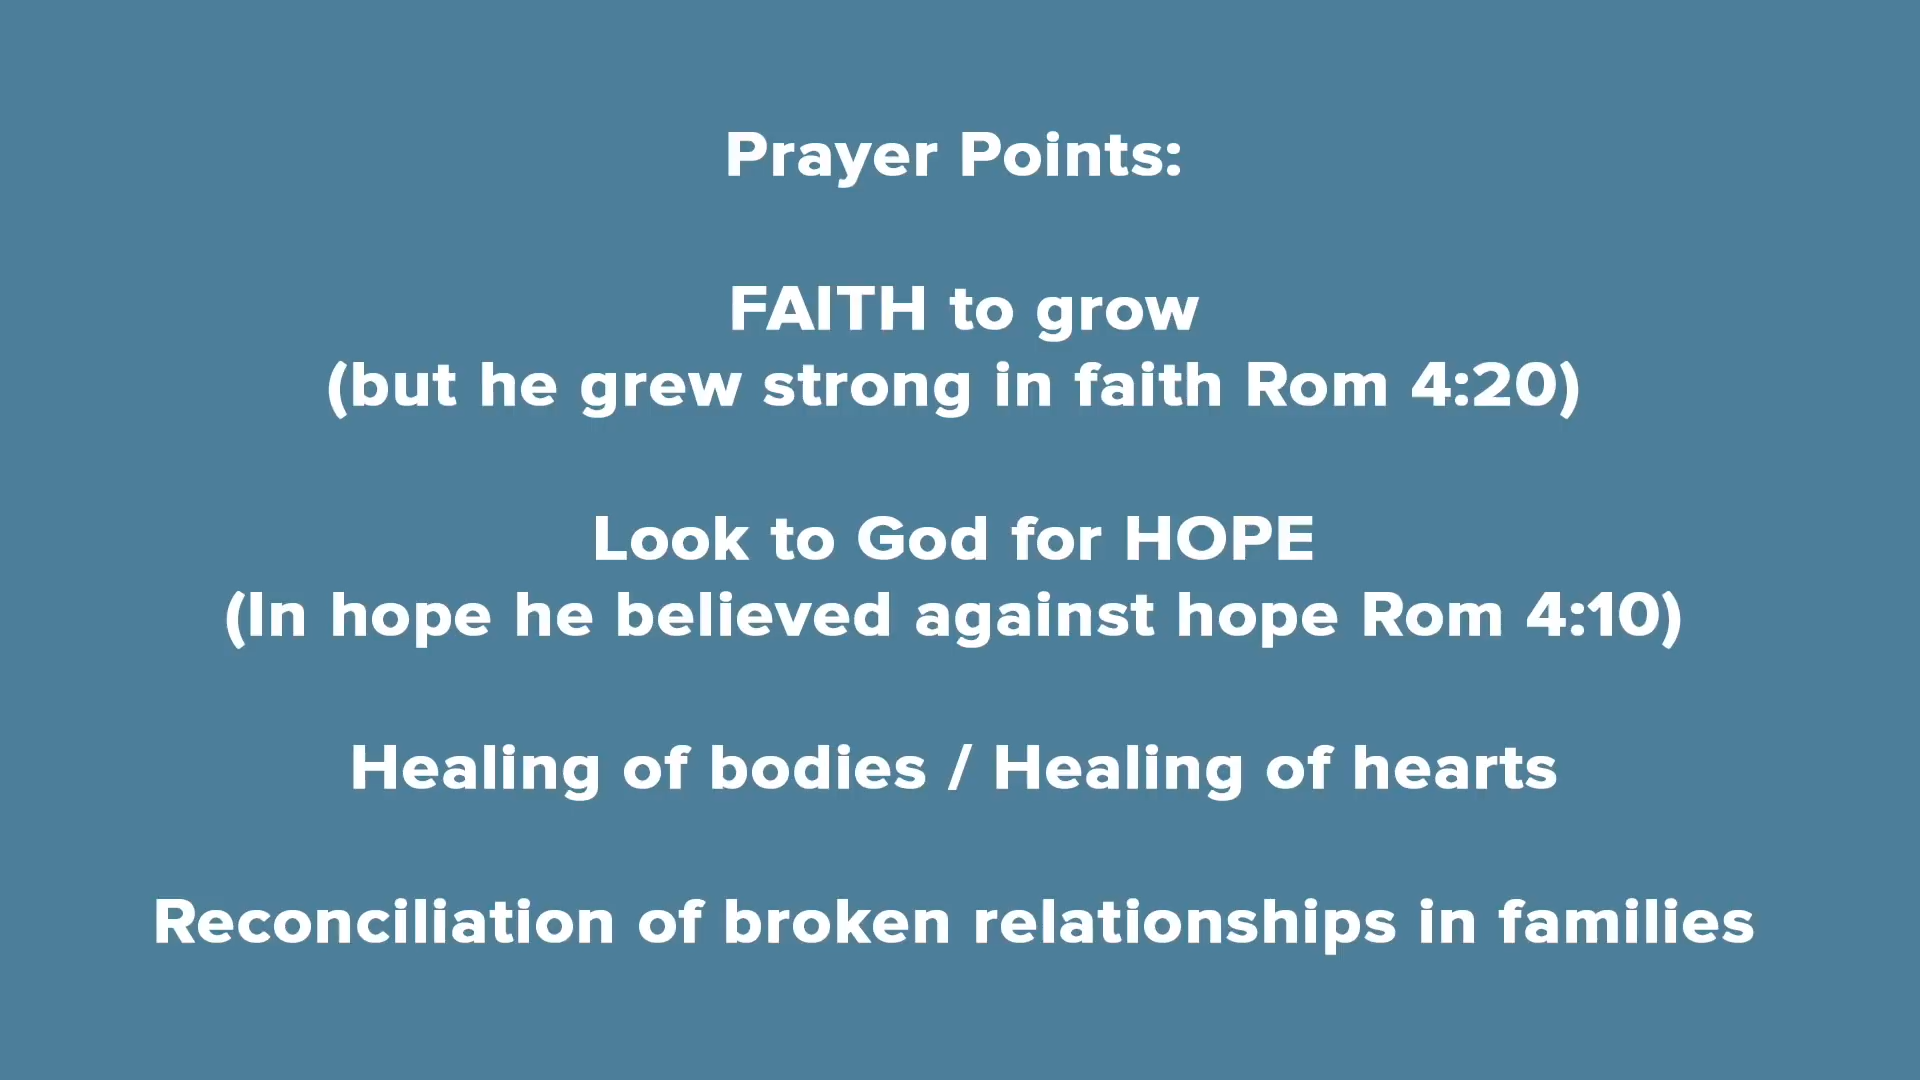 Prayer Points:
FAITH to grow
(but he grew strong in faith Rom 4:20)
Look to God for HOPE
(In hope he believed against hope Rom 4:10)
Healing of bodies / Healing of hearts
Reconciliation of broken relationships in families